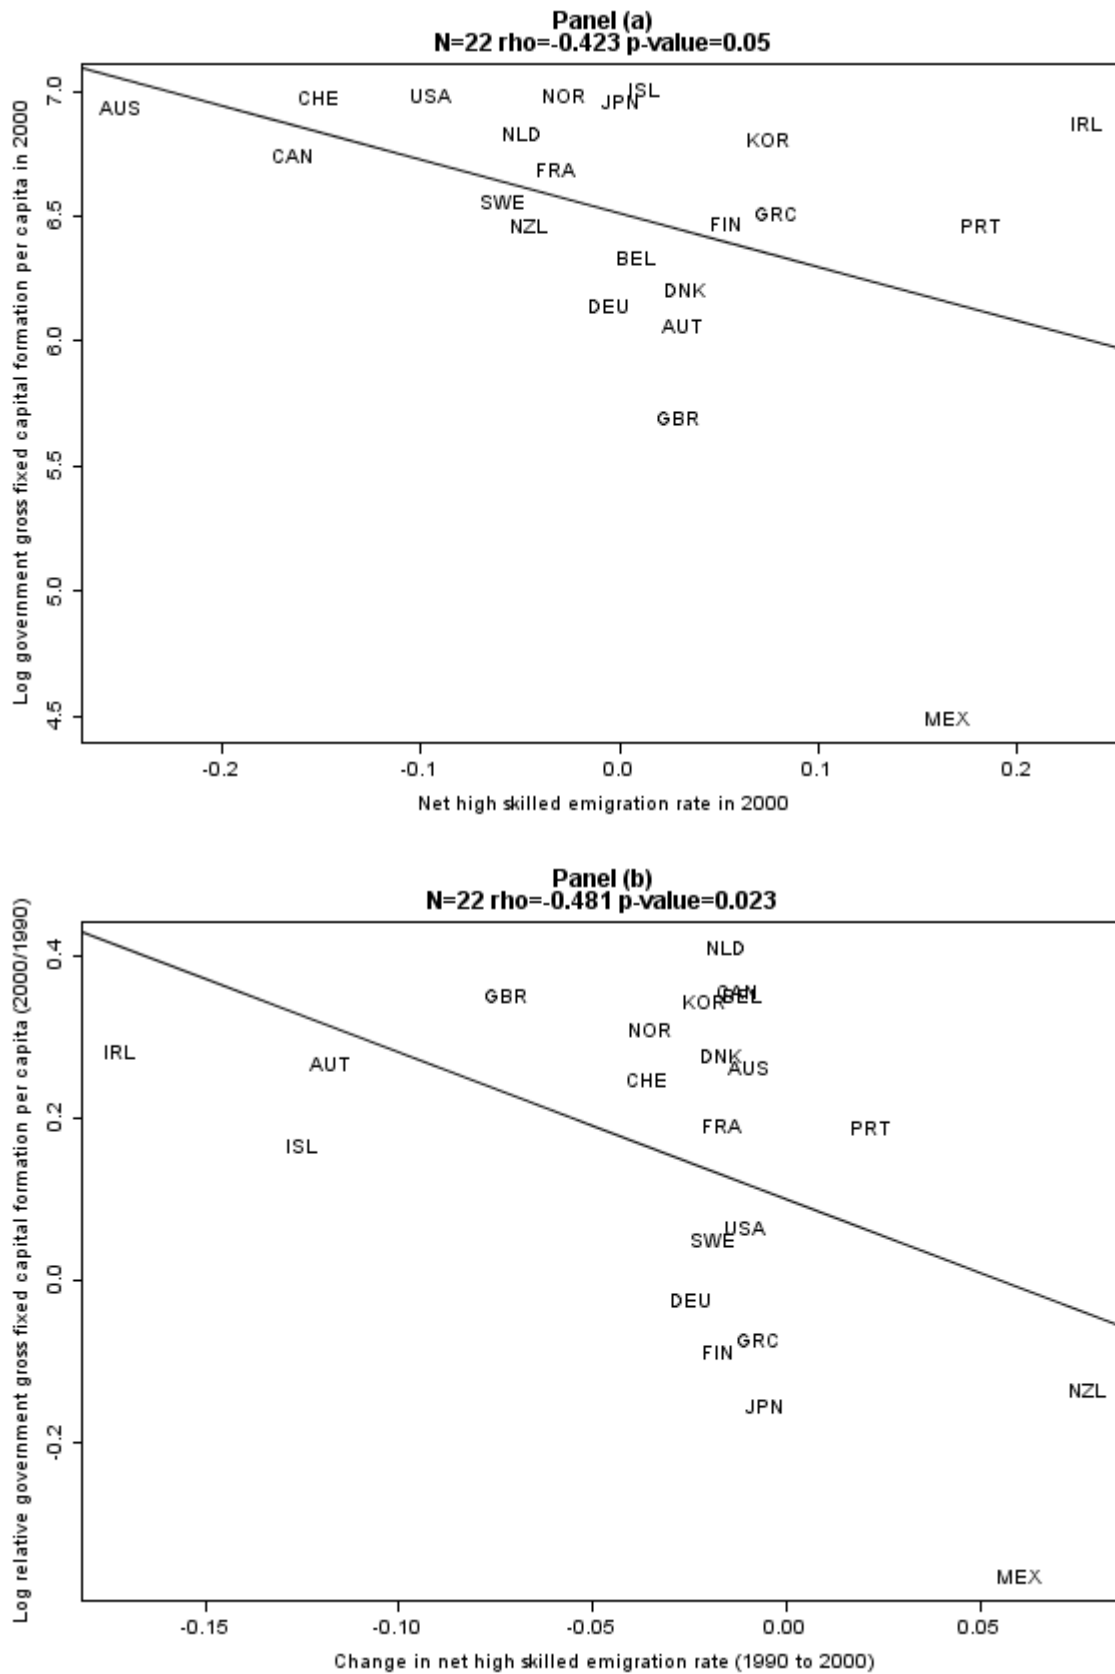 Panel (a)
N=22 rho=-0.423 p-value=0.05
Log government gross fixed capital formation per capita in 2000
7.0
6.5
6.0
5.5
5.0
4.5
AUS
CHE
USA
NOR
JPN
ISL
IRL
CAN
NLD
KOR
FRA
SWE
NZL
FIN
GRC
PRT
BEL
DEU
DNK
AUT
GBR
MEX
-0.2
-0.1
0.0
0.1
0.2
Net high skilled emigration rate in 2000
Panel (b)
N=22 rho=-0.481 p-value=0.023
Log relative government gross fixed capital formation per capita (2000/1990)
0.4
0.2
0.0
-0.2
NLD
GBR
CAN
BEL
KOR
NOR
IRL
AUT
DNK
AUS
CHE
ISL
FRA
PRT
USA
SWE
DEU
GRC
FIN
JPN
NZL
MEX
-0.15
-0.10
-0.05
0.00
0.05
Change in net high skilled emigration rate (1990 to 2000)